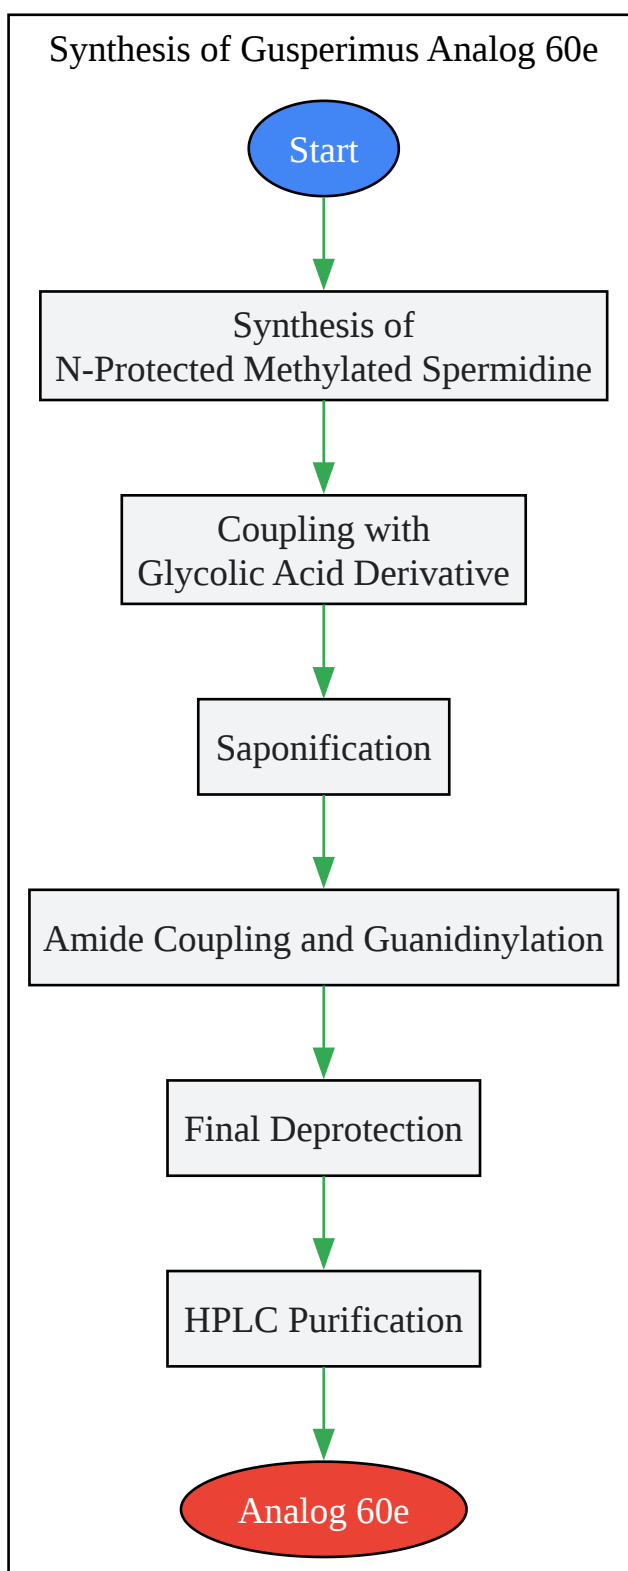 Synthesis of Gusperimus Analog 60e
Start
Synthesis of
N-Protected Methylated Spermidine
Coupling with
Glycolic Acid Derivative
Saponification
Amide Coupling and Guanidinylation
Final Deprotection
HPLC Purification
Analog 60e